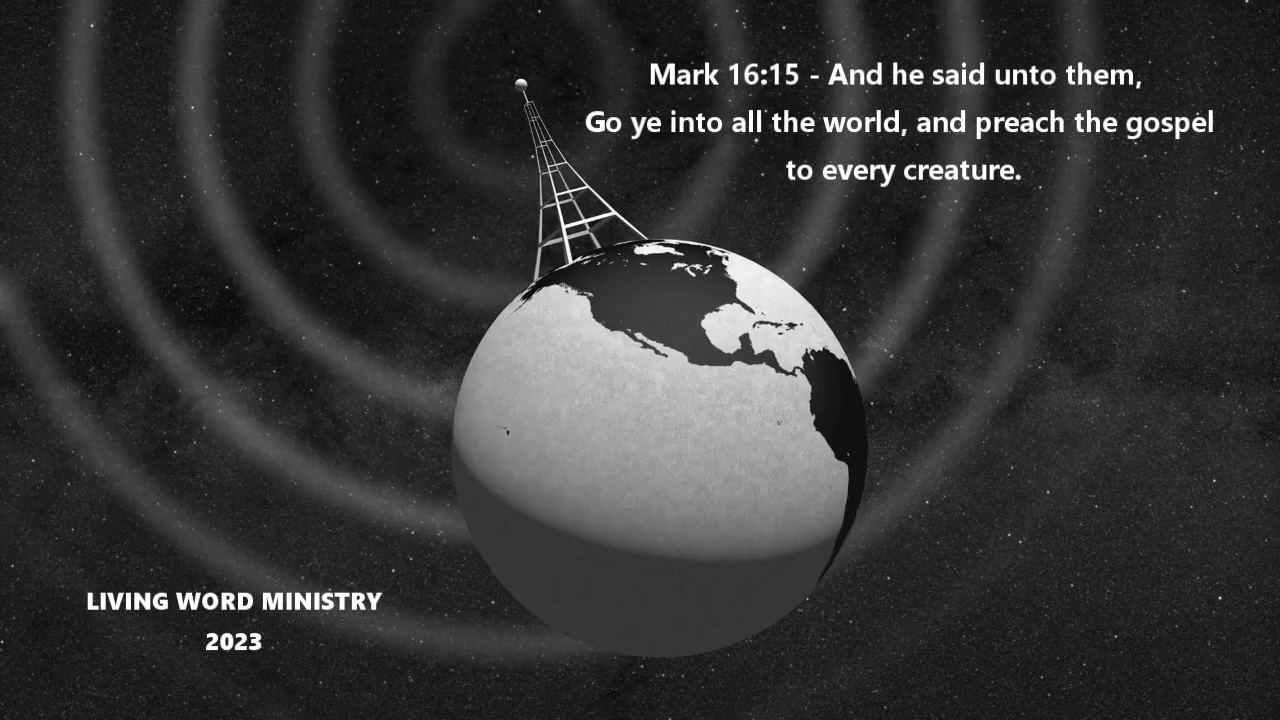 Mark 16:15 - And he said unto them,
Go ye into all the world, and preach the gospel
to every creature.
LIVING WORD MINISTRY
2023